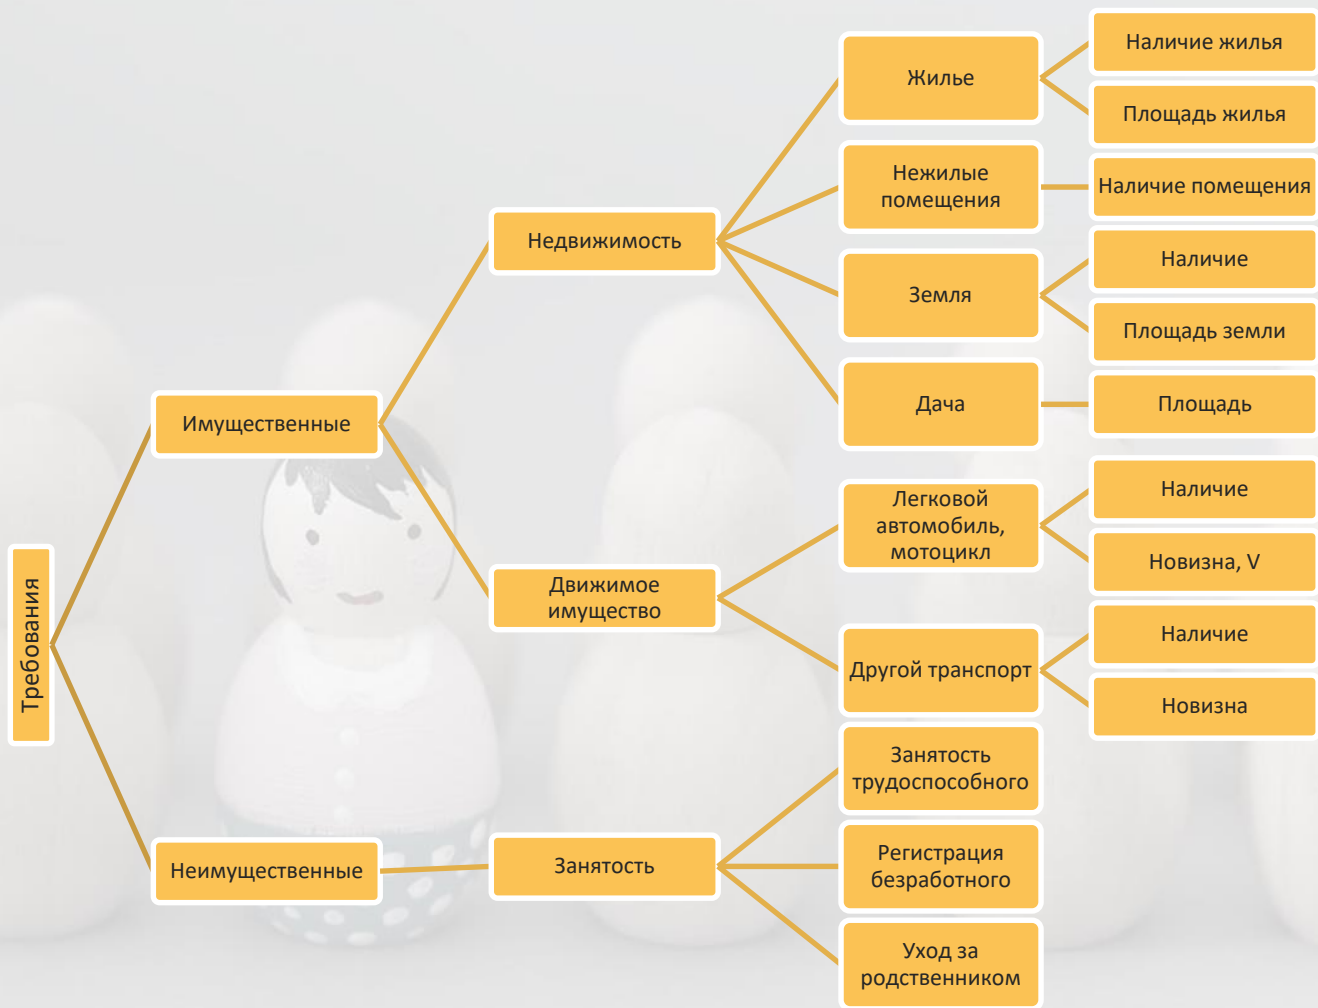 Требования
Имущественные
Недвижимость
Жилье
Наличие жилья
Площадь жилья
Нежилые
помещения
Наличие помещения
Земля
Наличие
Площадь земли
Дача
Площадь
Движимое
имущество
Легковой
автомобиль,
мотоцикл
Наличие
Новизна, V
Другой транспорт
Наличие
Новизна
Неимущественные
Занятость
Занятость
трудоспособного
Регистрация
безработного
Уход за
родственником